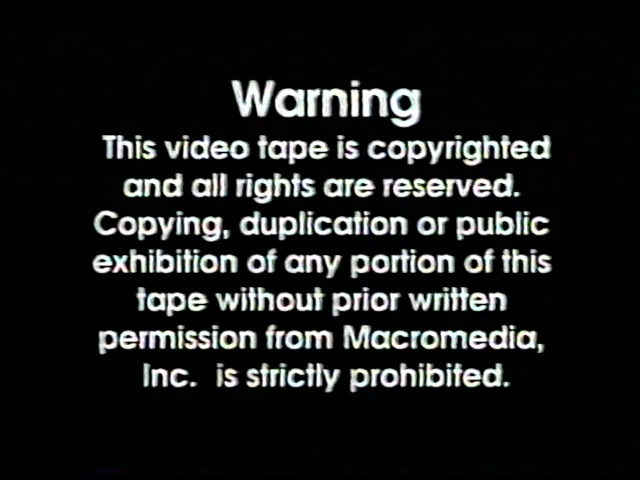 Warning
This video tape is copyrighted
and all rights are reserved.
Copying, duplication or public
exhibition of any portion of this
tape without prior written
permission from Macromedia,
Inc.  is strictly prohibited.